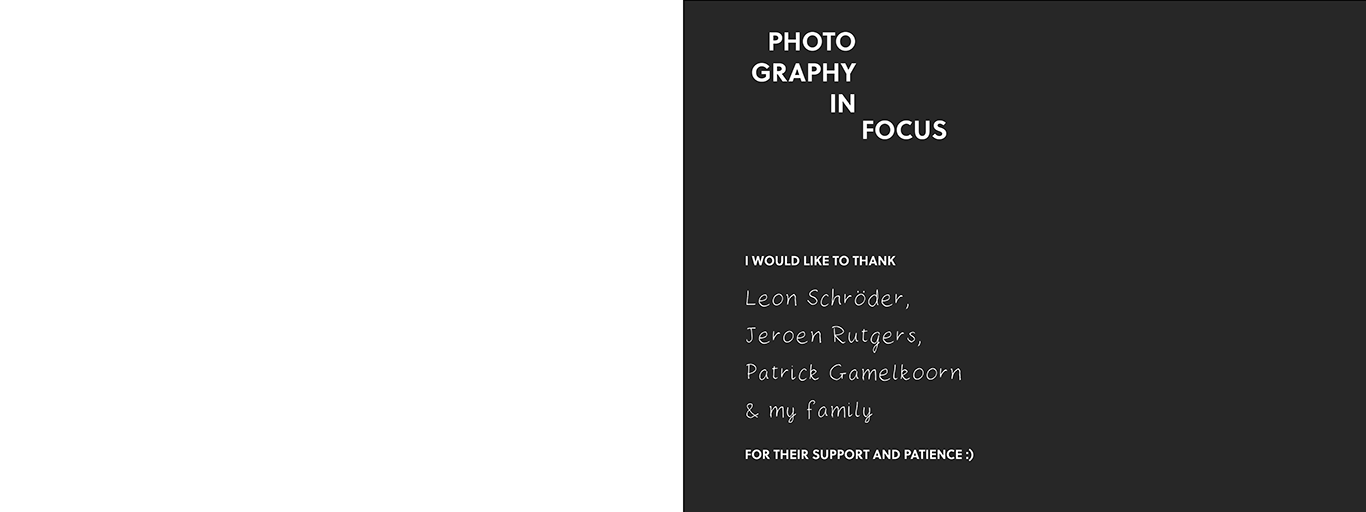 PHOTO
GRAPHY
IN
FOCUS
I WOULD LIKE TO THANK
Leon Schröder,
Jeroen Rutgers,
Patrick Gamelkoorn
& my family
FOR THEIR SUPPORT AND PATIENCE :)